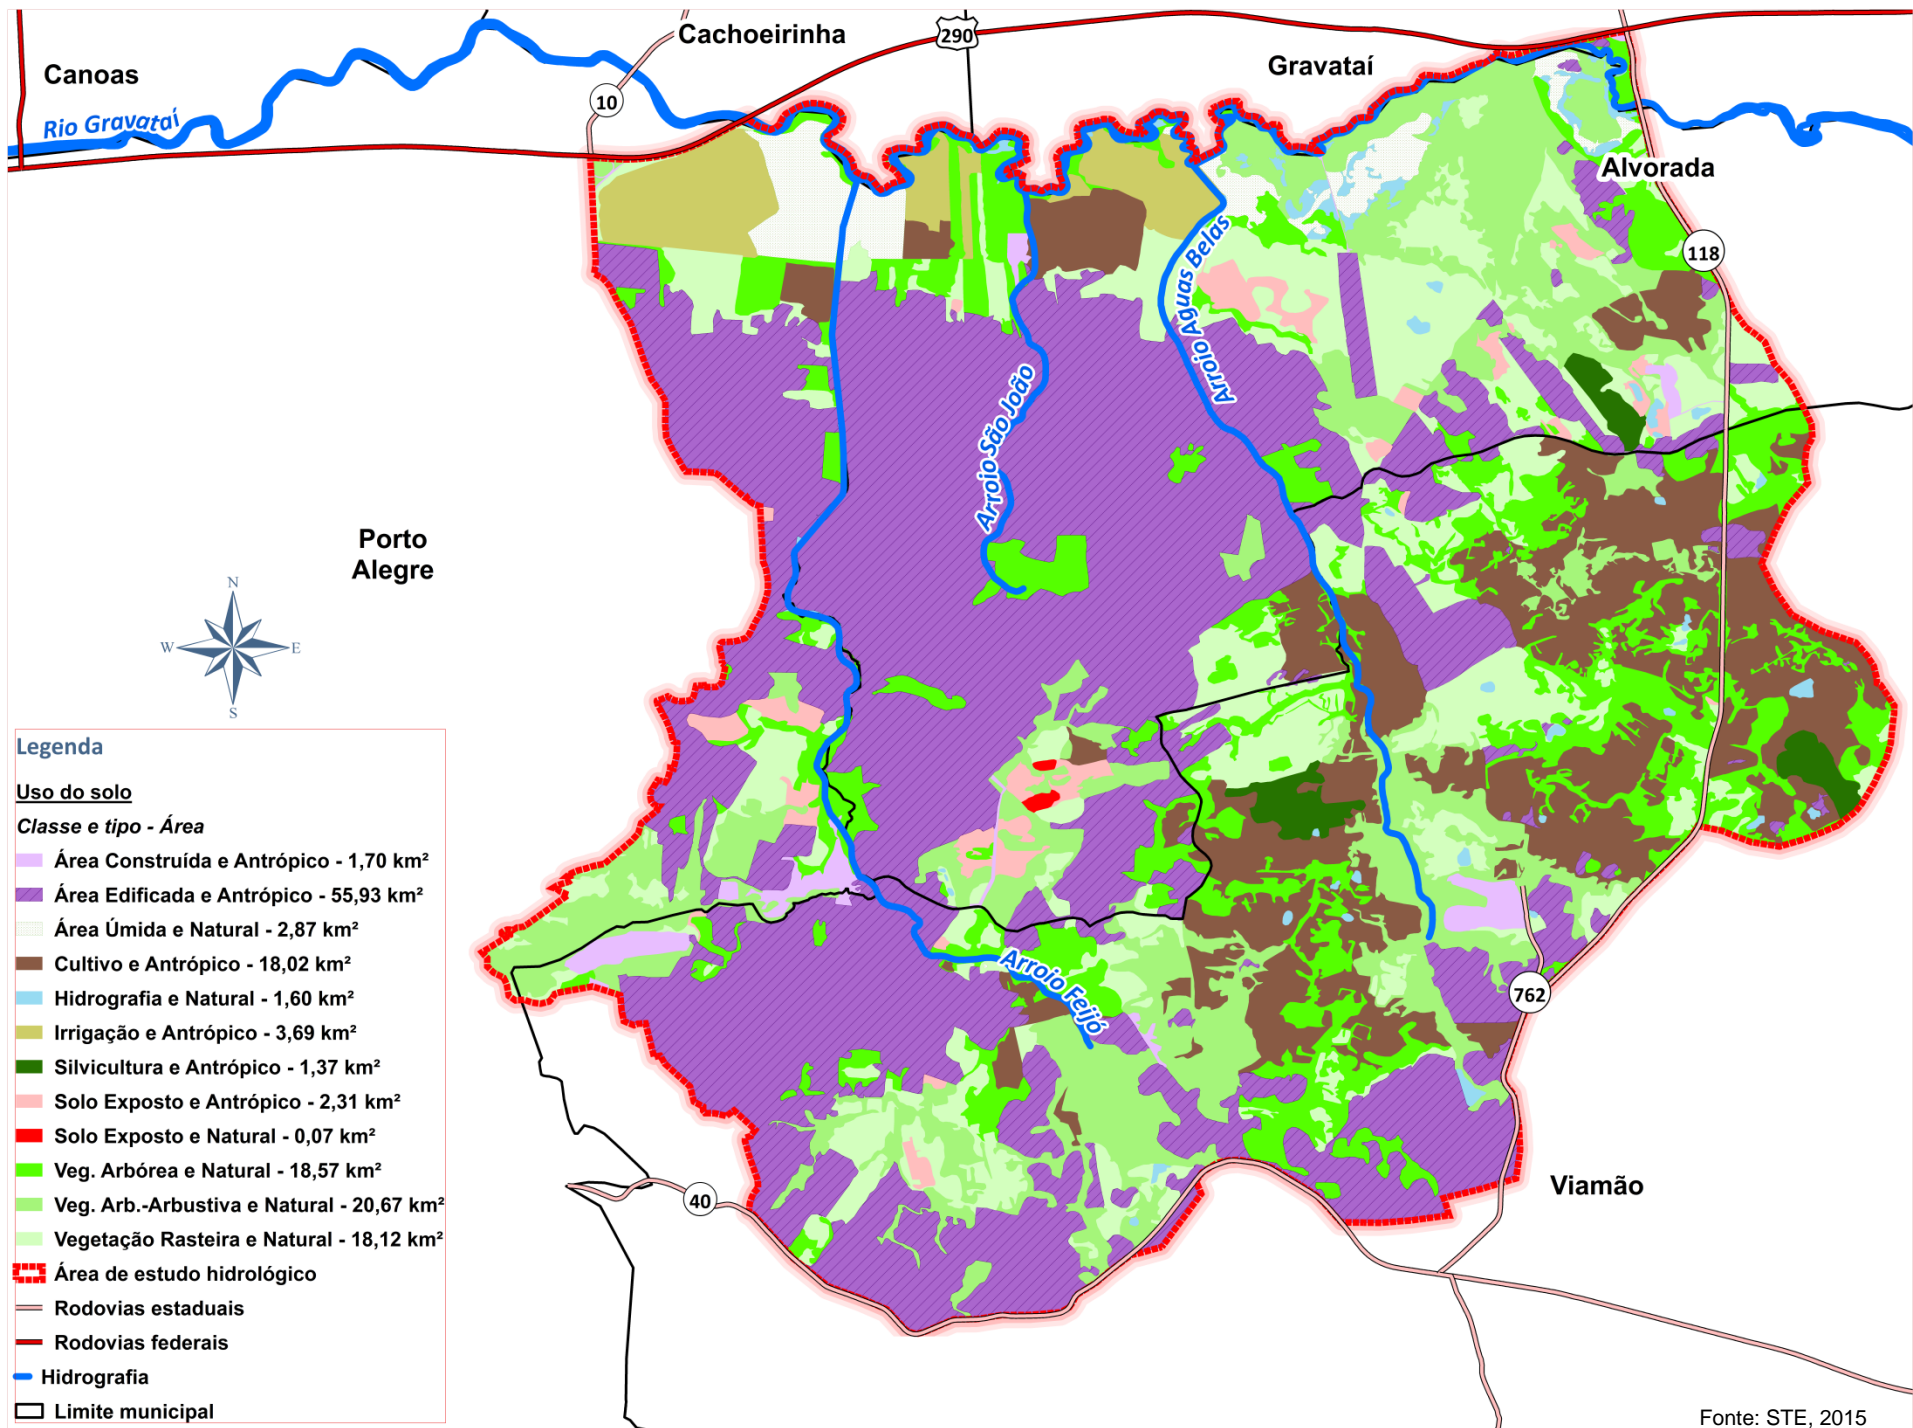 Cachoeirinha
290
Canoas
Gravataí
10
Rio Gravataí
Alvorada
118
Arroio Águas Belas
Arroio São João
Porto
Alegre
N
W
E
S
Arroio Feijó
762
Viamão
40
Legenda
Uso do solo
Classe e tipo - Área
Área Construída e Antrópico - 1,70 km²
Área Edificada e Antrópico - 55,93 km²
Área Úmida e Natural - 2,87 km²
Cultivo e Antrópico - 18,02 km²
Hidrografia e Natural - 1,60 km²
Irrigação e Antrópico - 3,69 km²
Silvicultura e Antrópico - 1,37 km²
Solo Exposto e Antrópico - 2,31 km²
Solo Exposto e Natural - 0,07 km²
Veg. Arbórea e Natural - 18,57 km²
Veg. Arb.-Arbustiva e Natural - 20,67 km²
Vegetação Rasteira e Natural - 18,12 km²
Área de estudo hidrológico
Rodovias estaduais
Rodovias federais
Hidrografia
Limite municipal
Fonte: STE, 2015